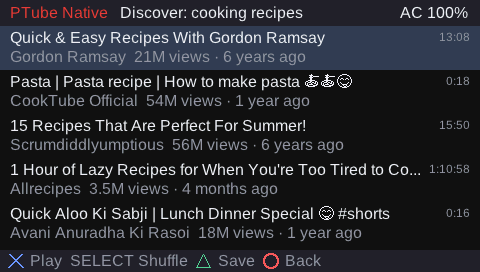 PTube Native Discover: cooking recipes AC 100%
Quick & Easy Recipes With Gordon Ramsay 13:08
Gordon Ramsay 21M views · 6 years ago
Pasta | Pasta recipe | How to make pasta 🍝🍝😋 0:18
CookTube Official 54M views · 1 year ago
15 Recipes That Are Perfect For Summer! 15:50
Scrumdiddlyumptious 56M views · 6 years ago
1 Hour of Lazy Recipes for When You're Too Tired to Co... 1:10:58
Allrecipes 3.5M views · 4 months ago
Quick Aloo Ki Sabji | Lunch Dinner Special 😋 #shorts 0:16
Avani Anuradha Ki Rasoi 18M views · 1 year ago
Play SELECT Shuffle Save Back